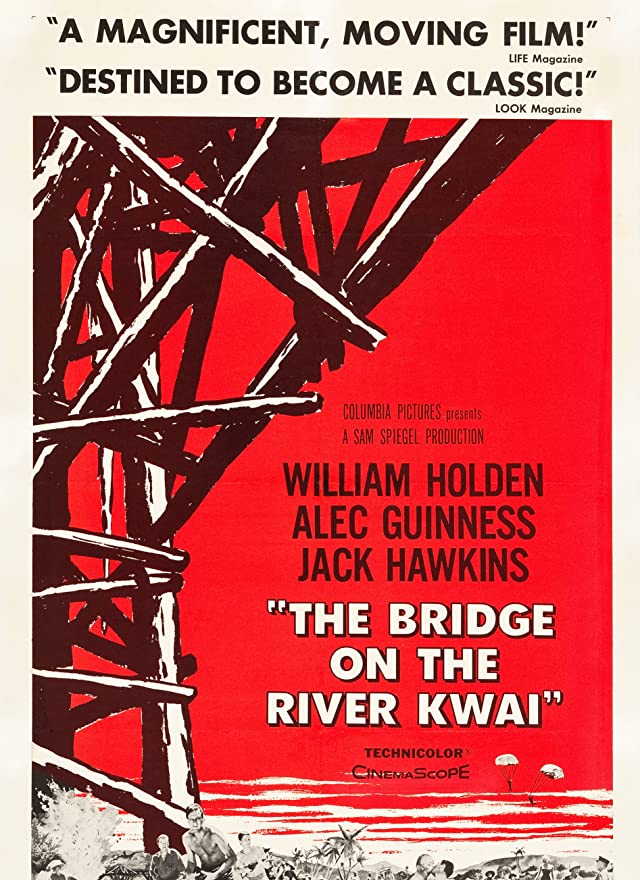 "A MAGNIFICENT, MOVING FILM!"
LIFE Magazine
"DESTINED TO BECOME A CLASSIC!"
LOOK Magazine
COLUMBIA PICTURES presents
A SAM SPIEGEL PRODUCTION
WILLIAM HOLDEN
ALEC GUINNESS
JACK HAWKINS
"THE BRIDGE
ON THE
RIVER KWAI"
TECHNICOLOR®
CINEMASCOPE